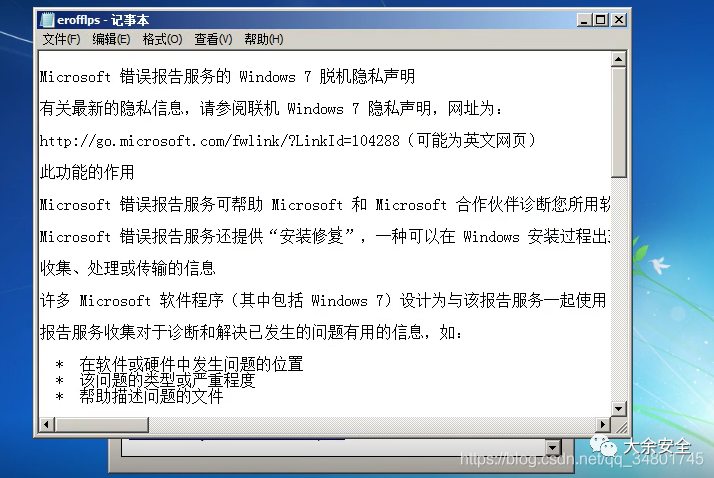 erofflps - 记事本
文件(F) 编辑(E) 格式(O) 查看(V) 帮助(H)
Microsoft 错误报告服务的 Windows 7 脱机隐私声明
有关最新的隐私信息，请参阅联机 Windows 7 隐私声明，网址为：
http://go.microsoft.com/fwlink/?LinkId=104288（可能为英文网页）
此功能的作用
Microsoft 错误报告服务可帮助 Microsoft 和 Microsoft 合作伙伴诊断您所用软
Microsoft 错误报告服务还提供“安装修复”，一种可以在 Windows 安装过程出
收集、处理或传输的信息
许多 Microsoft 软件程序（其中包括 Windows 7）设计为与该报告服务一起使用
报告服务收集对于诊断和解决已发生的问题有用的信息，如：
* 在软件或硬件中发生问题的位置
* 该问题的类型或严重程度
* 帮助描述问题的文件
大余安全
https://blog.csdn.net/qq_34801745